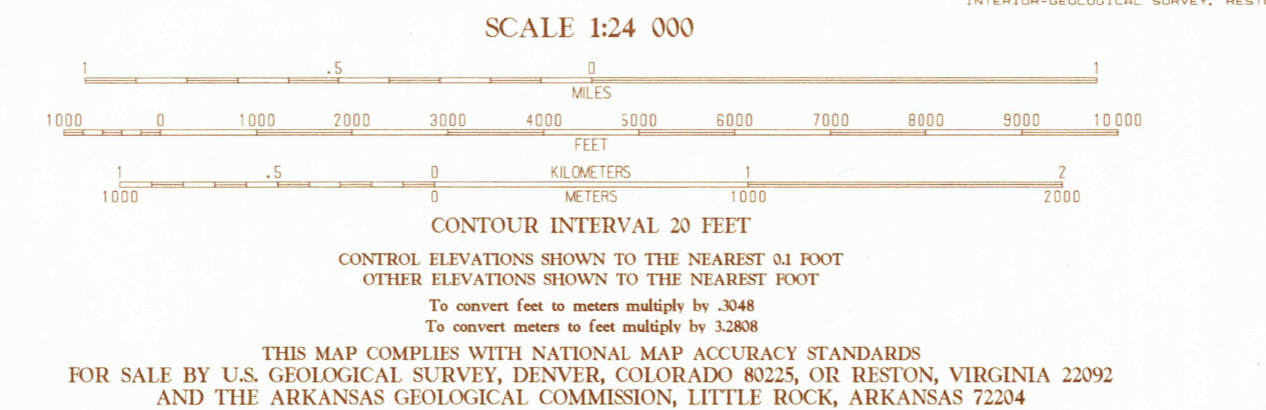 INTERIOR-GEOLOGICAL SURVEY,
SCALE 1:24 000
1 .5 0 1
MILES
1000 0 1000 2000 3000 4000 5000 6000 7000 8000 9000 10 000
FEET
1 .5 0 KILOMETERS 1 2
1000 0 METERS 1000 2000
CONTOUR INTERVAL 20 FEET
CONTROL ELEVATIONS SHOWN TO THE NEAREST 0.1 FOOT
OTHER ELEVATIONS SHOWN TO THE NEAREST FOOT
To convert feet to meters multiply by .3048
To convert meters to feet multiply by 3.2808
THIS MAP COMPLIES WITH NATIONAL MAP ACCURACY STANDARDS
FOR SALE BY U.S. GEOLOGICAL SURVEY, DENVER, COLORADO 80225, OR RESTON, VIRGINIA 22092
AND THE ARKANSAS GEOLOGICAL COMMISSION, LITTLE ROCK, ARKANSAS 72204